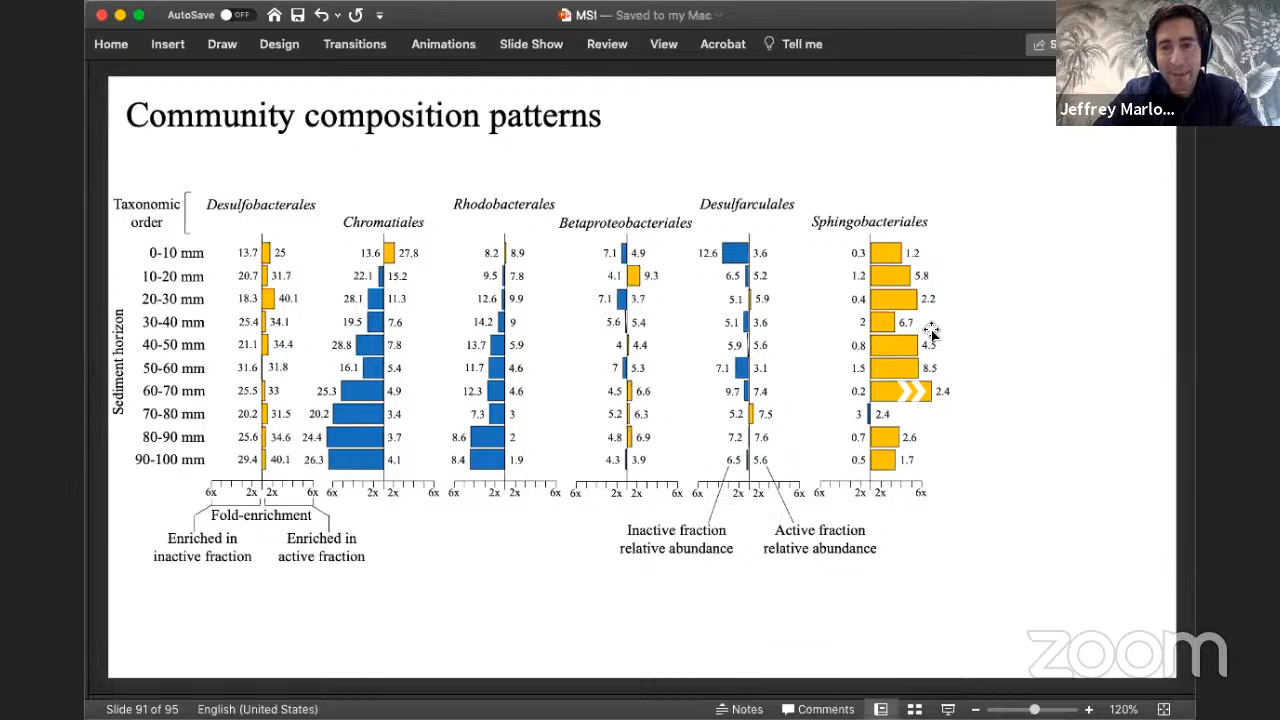 AutoSave OFF MSI — Saved to my Mac
Home Insert Draw Design Transitions Animations Slide Show Review View Acrobat Tell me
Jeffrey Marlo...
Community composition patterns
Taxonomic order
Desulfobacterales Chromatiales Rhodobacterales Betaproteobacteriales Desulfarculales Sphingobacteriales
Sediment horizon
0-10 mm 13.7 25 13.6 27.8 8.2 8.9 7.1 4.9 12.6 3.6 0.3 1.2
10-20 mm 20.7 31.7 22.1 15.2 9.5 7.8 4.1 9.3 6.5 5.2 1.2 5.8
20-30 mm 18.3 40.1 28.1 11.3 12.6 9.9 7.1 3.7 5.1 5.9 0.4 2.2
30-40 mm 25.4 34.1 19.5 7.6 14.2 9 5.6 5.4 5.1 3.6 2 6.7
40-50 mm 21.1 34.4 28.8 7.8 13.7 5.9 4 4.4 5.9 5.6 0.8 4.5
50-60 mm 31.6 31.8 16.1 5.4 11.7 4.6 7 5.3 7.1 3.1 1.5 8.5
60-70 mm 25.5 33 25.3 4.9 12.3 4.6 4.5 6.6 9.7 7.4 0.2 2.4
70-80 mm 20.2 31.5 20.2 3.4 7.3 3 5.2 6.3 5.2 7.5 3 2.4
80-90 mm 25.6 34.6 24.4 3.7 8.6 2 4.8 6.9 7.2 7.6 0.7 2.6
90-100 mm 29.4 40.1 26.3 4.1 8.4 1.9 4.3 3.9 6.5 5.6 0.5 1.7
6x 2x 2x 6x 2x 2x 6x 6x 2x 2x 6x 6x 2x 2x 6x 6x 2x 2x 6x 6x 2x 2x 6x
Fold-enrichment
Enriched in
inactive fraction
Enriched in
active fraction
Inactive fraction
relative abundance
Active fraction
relative abundance
zoom
Slide 91 of 95 English (United States) Notes Comments 120%